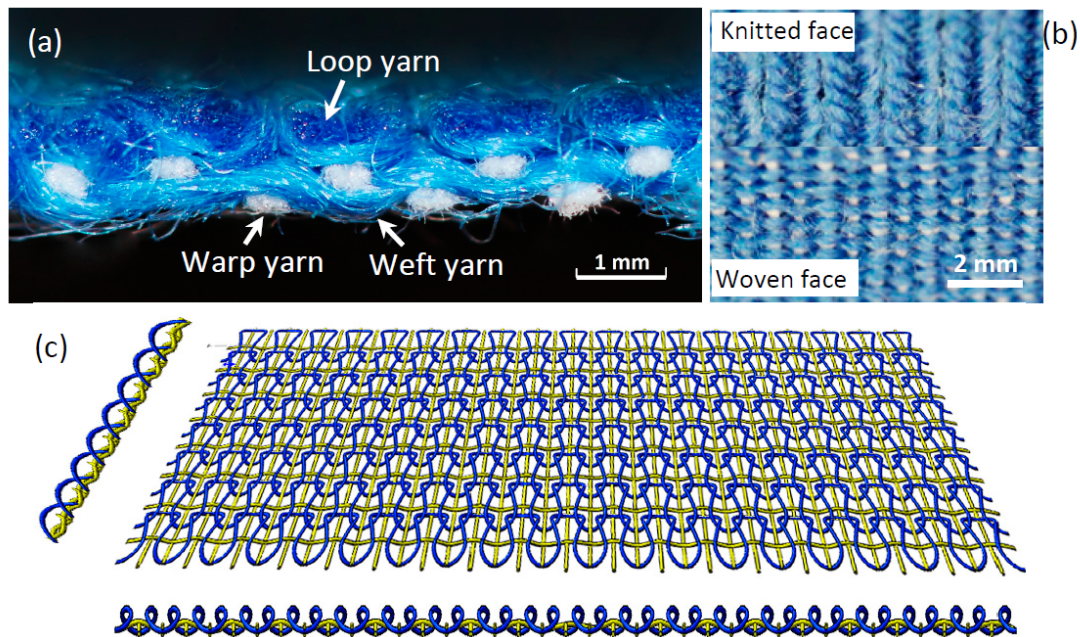 (a)
Loop yarn
Warp yarn
Weft yarn
1 mm
Knitted face
(b)
Woven face
2 mm
(c)